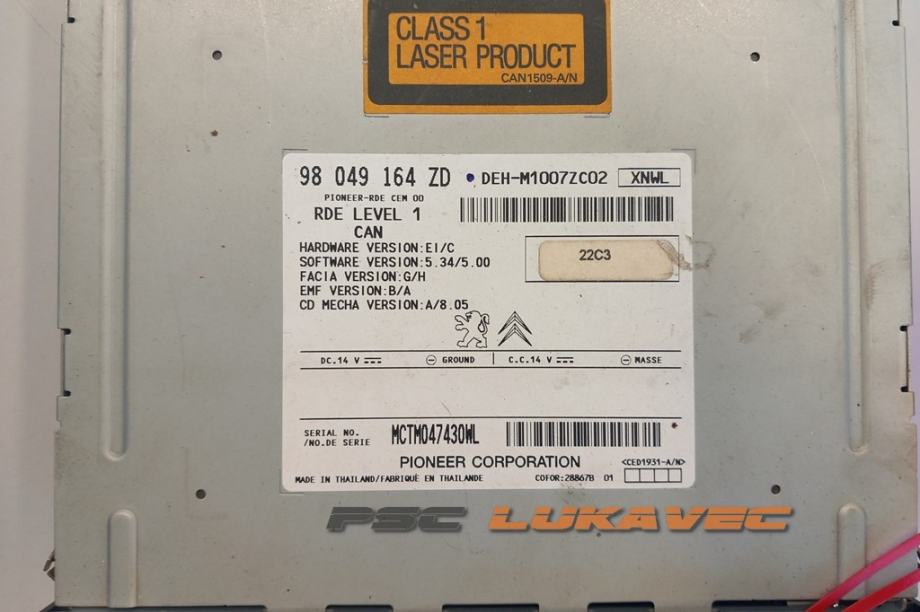 CLASS 1
LASER PRODUCT
CAN1509-A/N
98 049 164 ZD DEH-M1007ZC02 XNWL
PIONEER-RDE CEM 00
RDE LEVEL 1
CAN
HARDWARE VERSION:EI/C
SOFTWARE VERSION:5.34/5.00
22C3
FACIA VERSION:G/H
EMF VERSION:B/A
CD MECHA VERSION:A/8.05
DC.14 V GROUND C.C.14 V MASSE
SERIAL NO.
/NO.DE SERIE MCTM047430WL
PIONEER CORPORATION <CED1931-A/N>
MADE IN THAILAND/FABRIQUÉ EN THAILANDE COFOR:28867B 01
PSC LUKAVEC